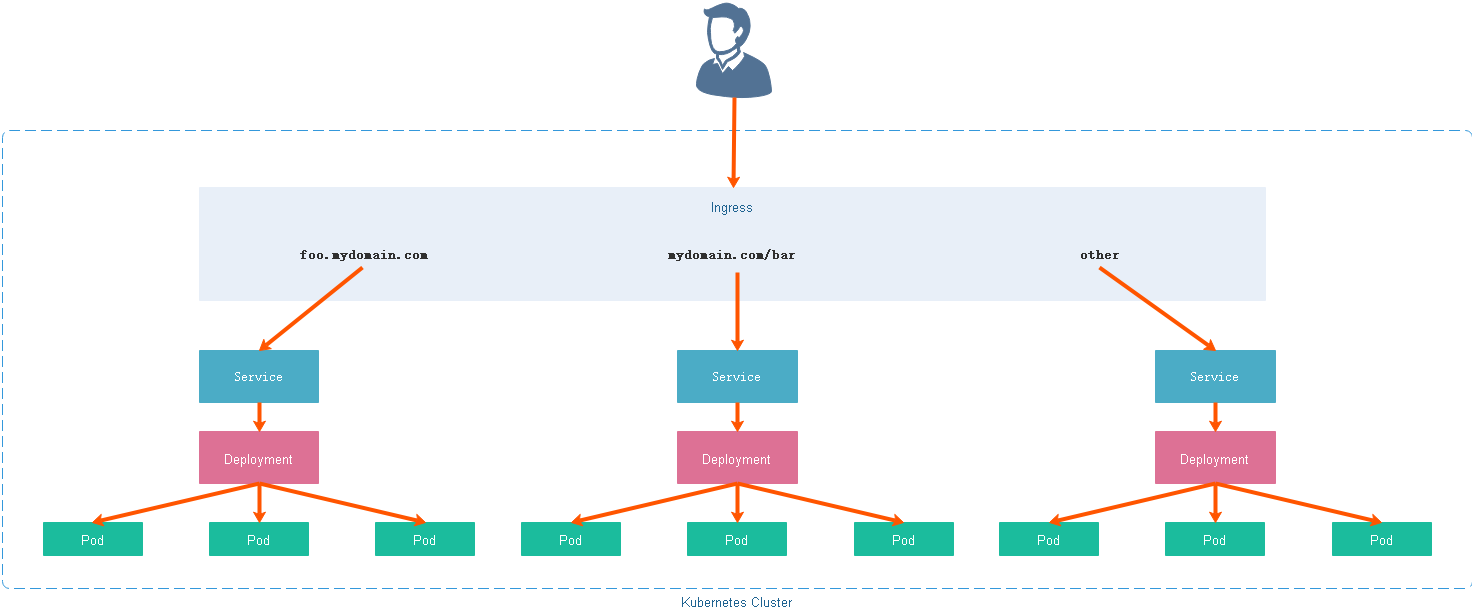 Ingress
foo.mydomain.com mydomain.com/bar other
Service Service Service
Deployment Deployment Deployment
Pod Pod Pod Pod Pod Pod Pod Pod Pod
Kubernetes Cluster